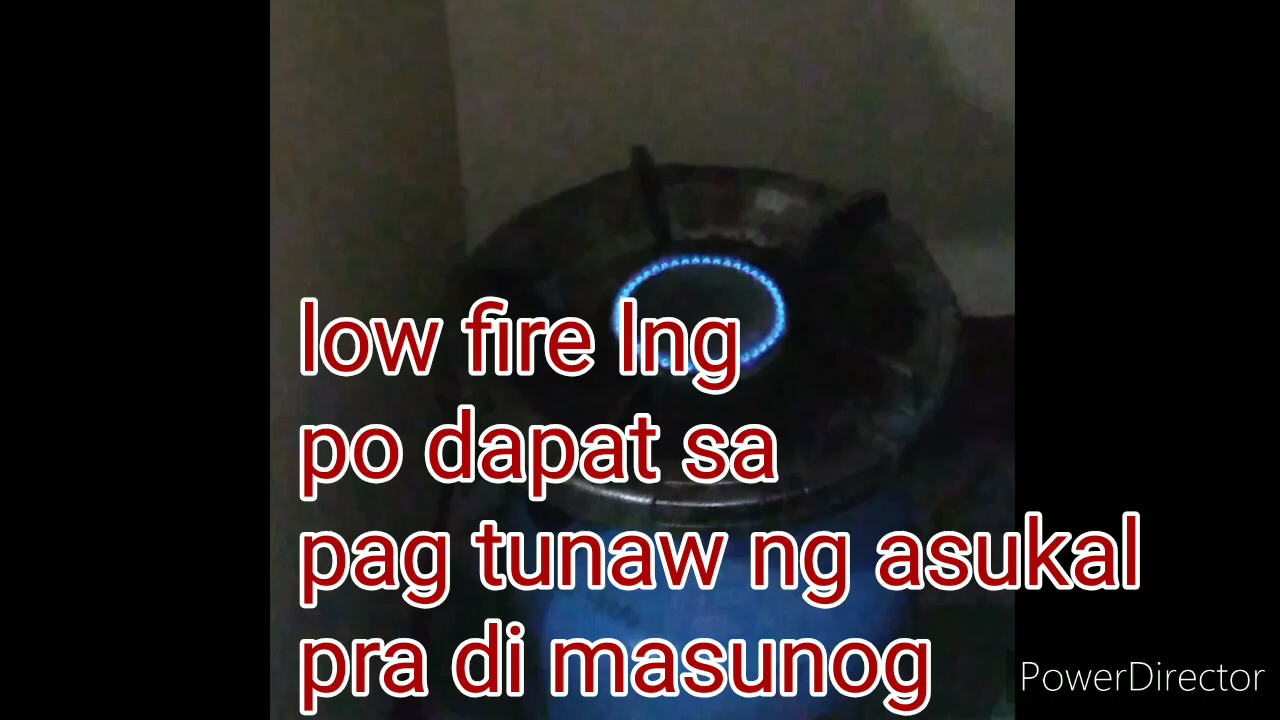 low fire lng
po dapat sa
pag tunaw ng asukal
pra di masunog
PowerDirector